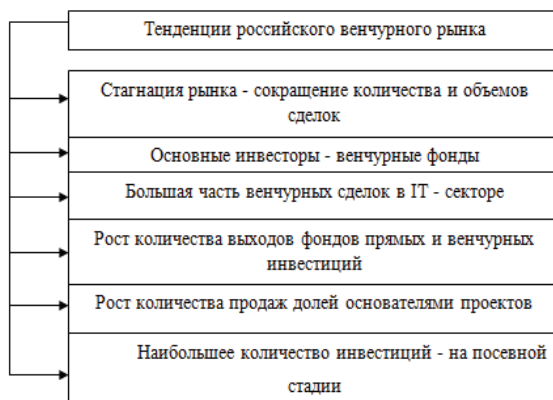 Тенденции российского венчурного рынка
Стагнация рынка - сокращение количества и объемов
сделок
Основные инвесторы - венчурные фонды
Большая часть венчурных сделок в IT - секторе
Рост количества выходов фондов прямых и венчурных
инвестиций
Рост количества продаж долей основателями проектов
Наибольшее количество инвестиций - на посевной
стадии